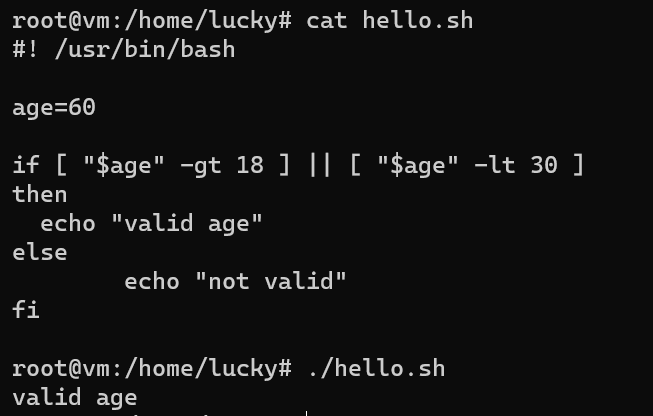 root@vm:/home/lucky# cat hello.sh
#! /usr/bin/bash
age=60
if [ "$age" -gt 18 ] || [ "$age" -lt 30 ]
then
  echo "valid age"
else
        echo "not valid"
fi
root@vm:/home/lucky# ./hello.sh
valid age